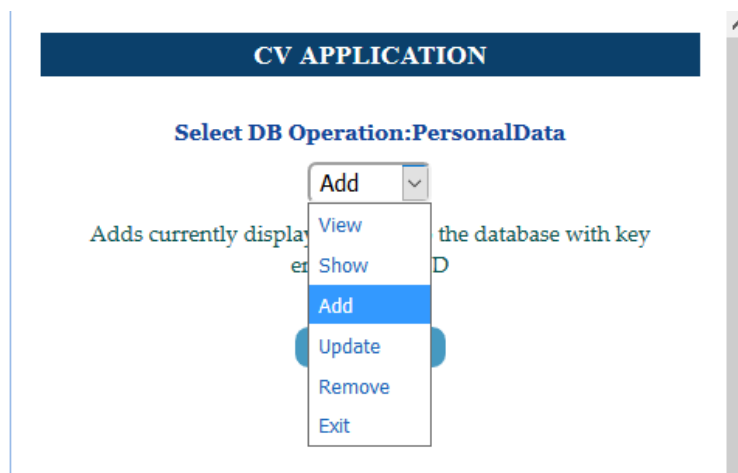 CV APPLICATION
Select DB Operation:PersonalData
Add
View
Adds currently the database with key
Show
Add
Update
Remove
Exit